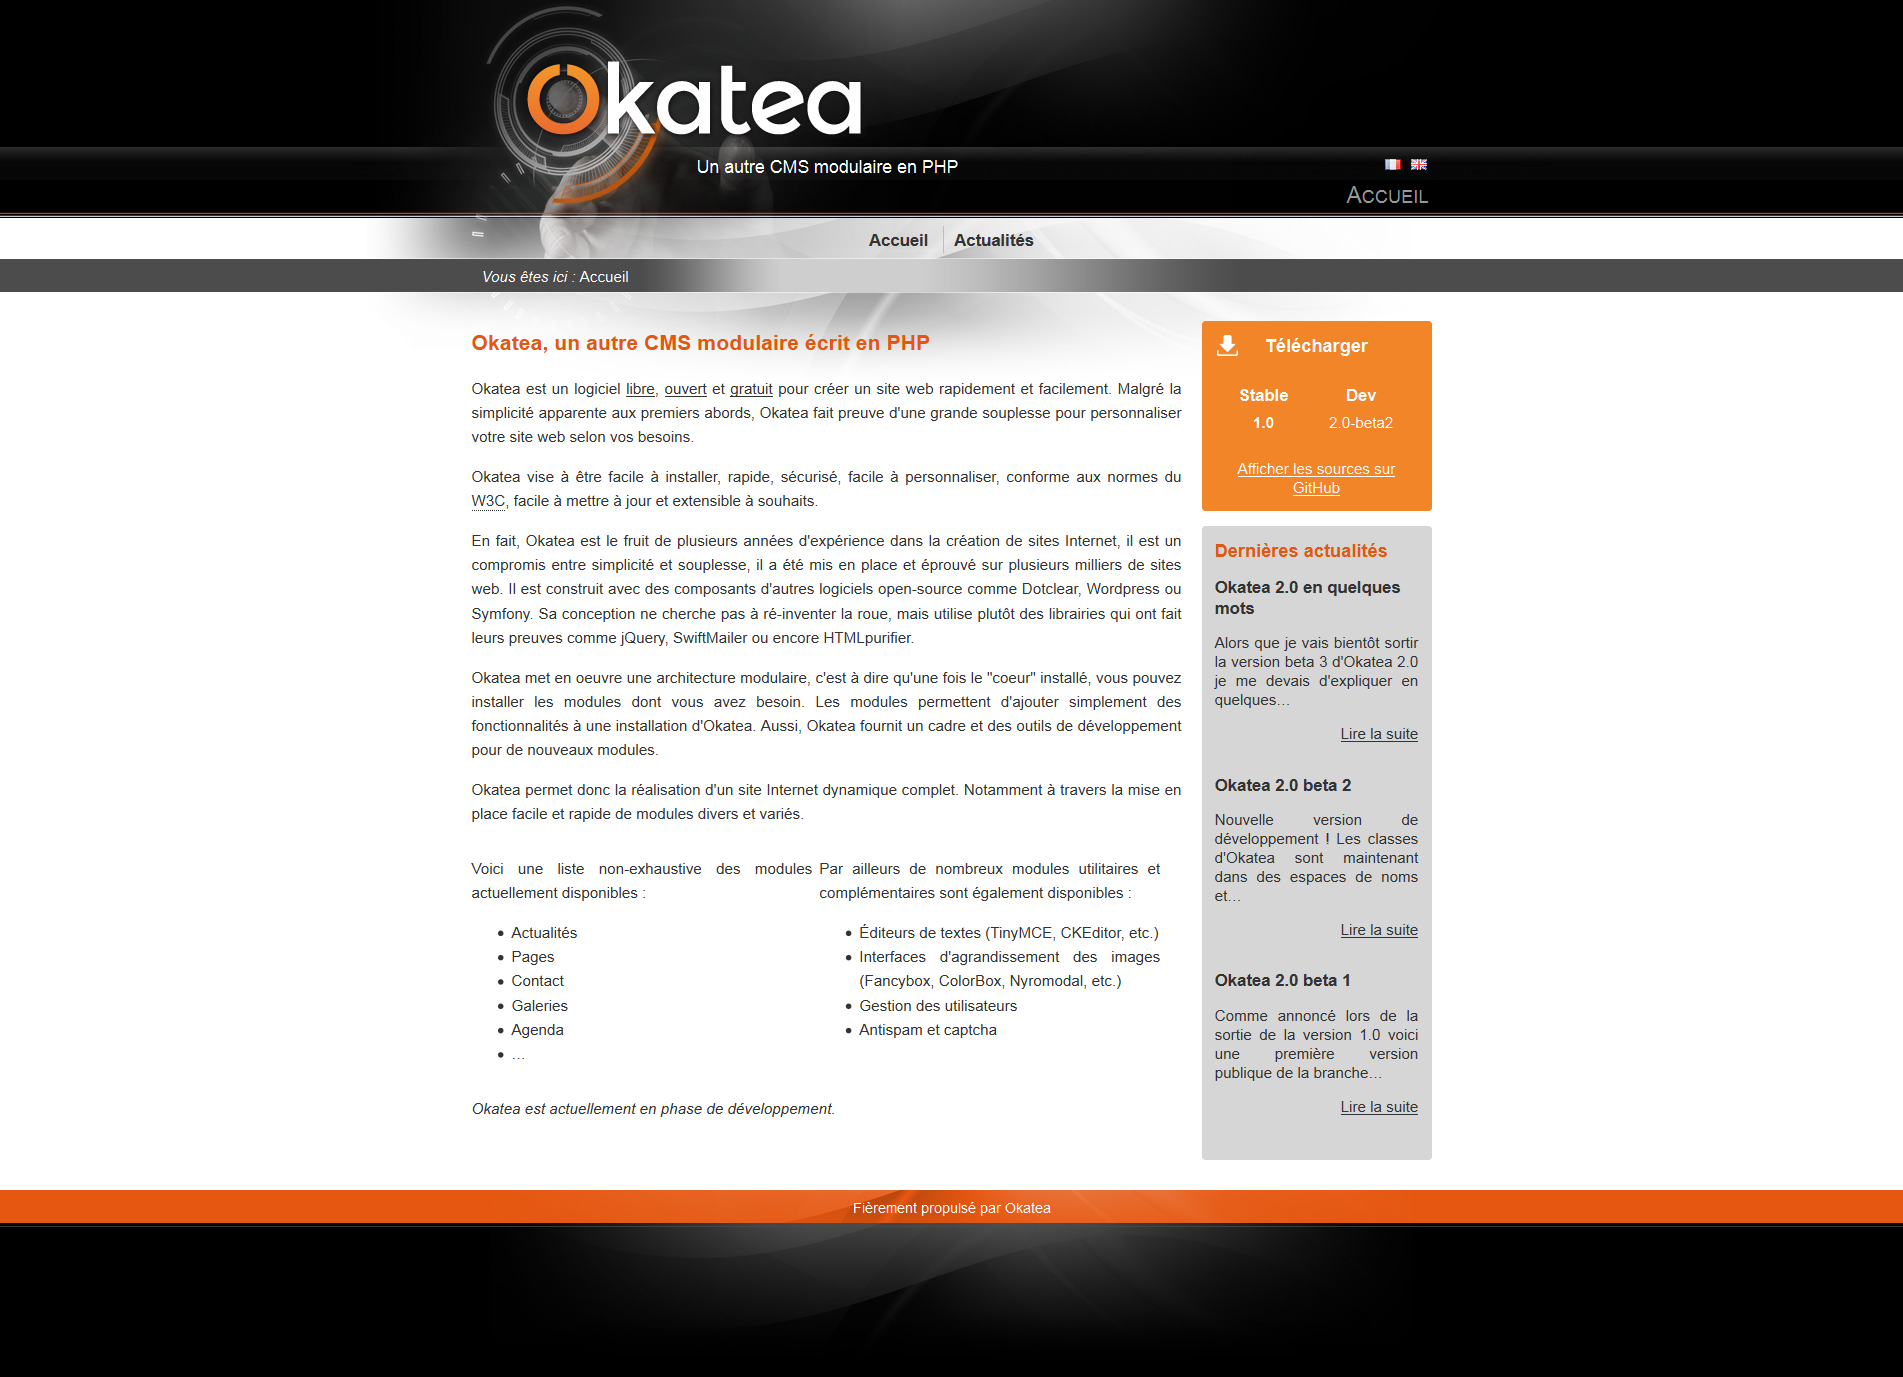 Okatea
Un autre CMS modulaire en PHP
ACCUEIL
Accueil
Actualités
Vous êtes ici : Accueil
Okatea, un autre CMS modulaire écrit en PHP
Okatea est un logiciel libre, ouvert et gratuit pour créer un site web rapidement et facilement. Malgré la
simplicité apparente aux premiers abords, Okatea fait preuve d'une grande souplesse pour personnaliser
votre site web selon vos besoins.
Okatea vise à être facile à installer, rapide, sécurisé, facile à personnaliser, conforme aux normes du
W3C, facile à mettre à jour et extensible à souhaits.
En fait, Okatea est le fruit de plusieurs années d'expérience dans la création de sites Internet, il est un
compromis entre simplicité et souplesse, il a été mis en place et éprouvé sur plusieurs milliers de sites
web. Il est construit avec des composants d'autres logiciels open-source comme Dotclear, Wordpress ou
Symfony. Sa conception ne cherche pas à ré-inventer la roue, mais utilise plutôt des librairies qui ont fait
leurs preuves comme jQuery, SwiftMailer ou encore HTMLpurifier.
Okatea met en oeuvre une architecture modulaire, c'est à dire qu'une fois le "coeur" installé, vous pouvez
installer les modules dont vous avez besoin. Les modules permettent d'ajouter simplement des
fonctionnalités à une installation d'Okatea. Aussi, Okatea fournit un cadre et des outils de développement
pour de nouveaux modules.
Okatea permet donc la réalisation d'un site Internet dynamique complet. Notamment à travers la mise en
place facile et rapide de modules divers et variés.
Voici une liste non-exhaustive des modules
actuellement disponibles :
• Actualités
• Pages
• Contact
• Galeries
• Agenda
• ...
Par ailleurs de nombreux modules utilitaires et
complémentaires sont également disponibles :
• Éditeurs de textes (TinyMCE, CKEditor, etc.)
• Interfaces d'agrandissement des images
(Fancybox, ColorBox, Nyromodal, etc.)
• Gestion des utilisateurs
• Antispam et captcha
Okatea est actuellement en phase de développement.
Télécharger
Stable Dev
1.0 2.0-beta2
Afficher les sources sur
GitHub
Dernières actualités
Okatea 2.0 en quelques
mots
Alors que je vais bientôt sortir
la version beta 3 d'Okatea 2.0
je me devais d'expliquer en
quelques…
Lire la suite
Okatea 2.0 beta 2
Nouvelle version de
développement ! Les classes
d'Okatea sont maintenant
dans des espaces de noms
et…
Lire la suite
Okatea 2.0 beta 1
Comme annoncé lors de la
sortie de la version 1.0 voici
une première version
publique de la branche…
Lire la suite
Fièrement propulsé par Okatea